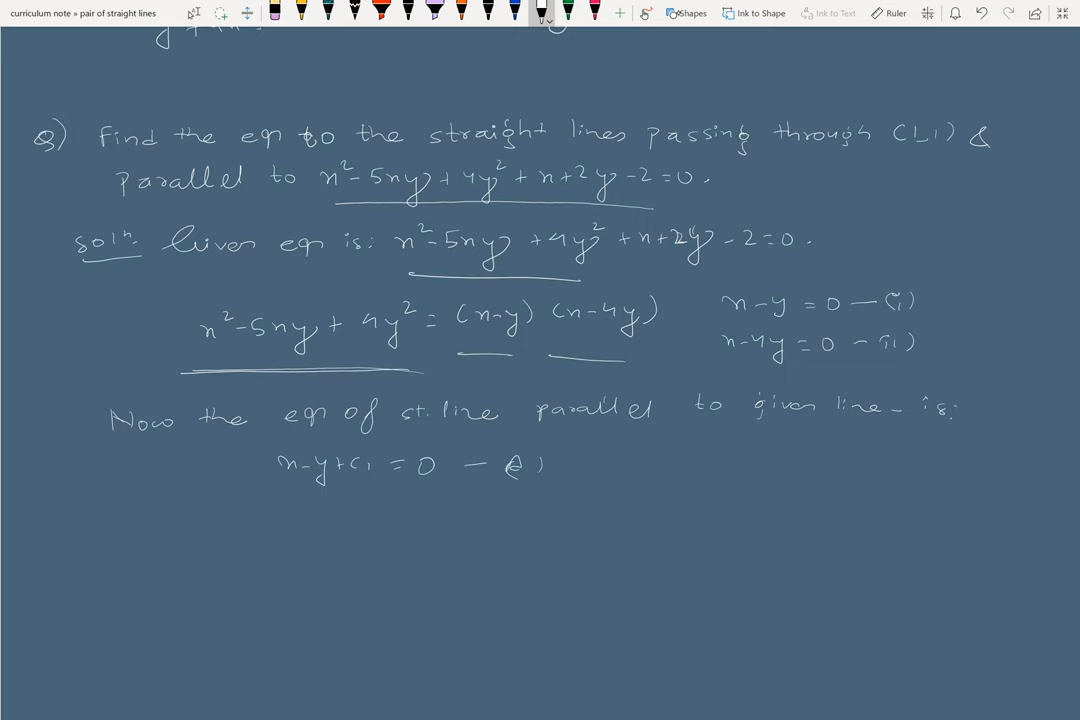 curriculum note » pair of straight lines
Shapes Ink to Shape Ink to Text Ruler
Q) Find the eqn to the straight lines passing through (1,1) &
parallel to x²-5xy+4y²+x+2y-2=0.
Soln. Given eqn is: x²-5xy+4y²+x+2y-2=0.
x²-5xy+4y² = (x-y) (x-4y) x-y = 0 — (i)
x-4y = 0 - ii)
Now the eqn of st. line parallel to given line - is:
x-y+c₁ = 0 —